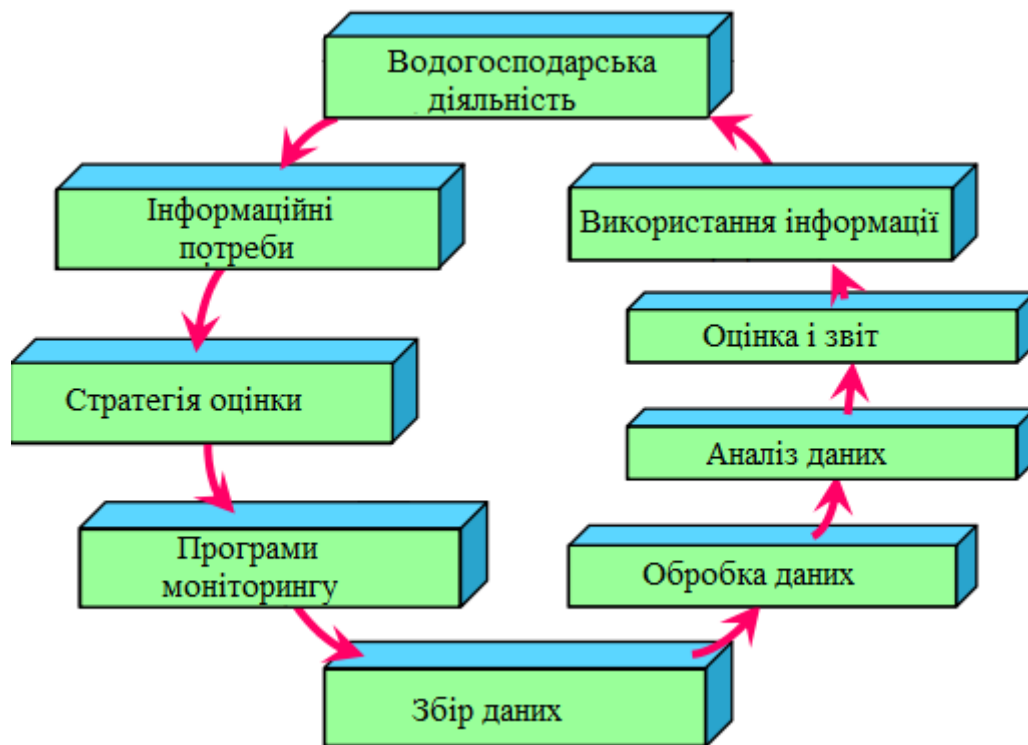 Водогосподарська
діяльність
Інформаційні
потреби
Використання інформації
Оцінка і звіт
Стратегія оцінки
Аналіз даних
Програми
моніторингу
Обробка даних
Збір даних